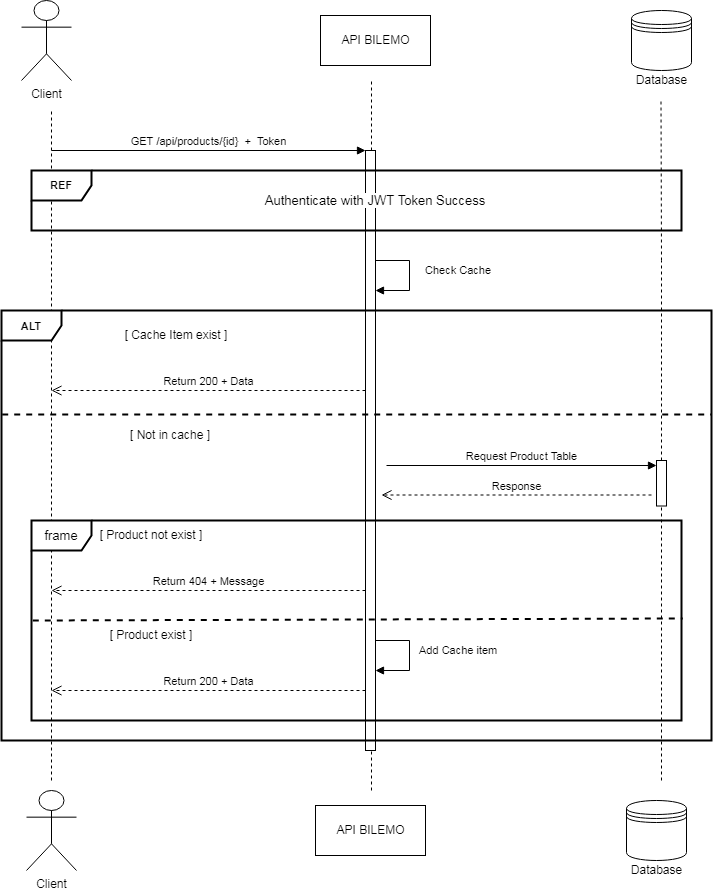 API BILEMO
Client
Database
GET /api/products/{id}  +  Token
REF
Authenticate with JWT Token Success
Check Cache
ALT
[ Cache Item exist ]
Return 200 + Data
[ Not in cache ]
Request Product Table
Response
frame
[ Product not exist ]
Return 404 + Message
[ Product exist ]
Add Cache item
Return 200 + Data
API BILEMO
Database
Client